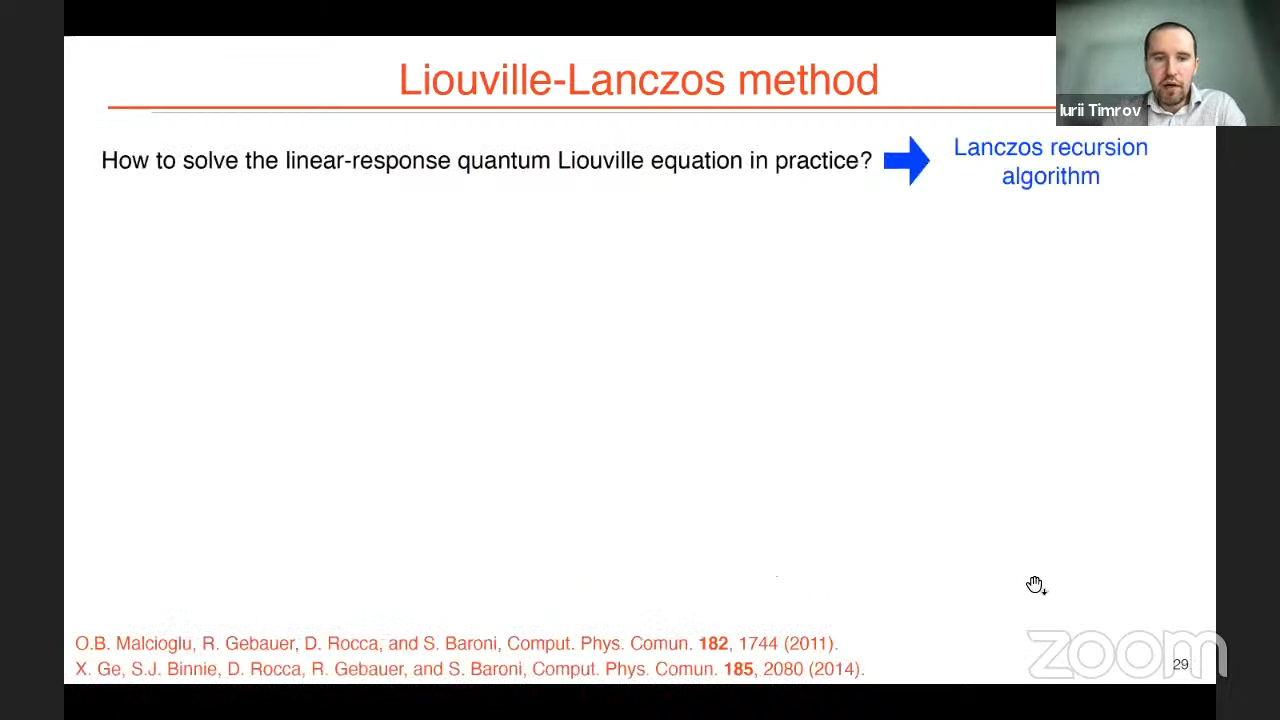 Liouville-Lanczos method
Iurii Timrov
How to solve the linear-response quantum Liouville equation in practice?
Lanczos recursion
algorithm
O.B. Malcioglu, R. Gebauer, D. Rocca, and S. Baroni, Comput. Phys. Comun. 182, 1744 (2011).
X. Ge, S.J. Binnie, D. Rocca, R. Gebauer, and S. Baroni, Comput. Phys. Comun. 185, 2080 (2014).
zoom
29